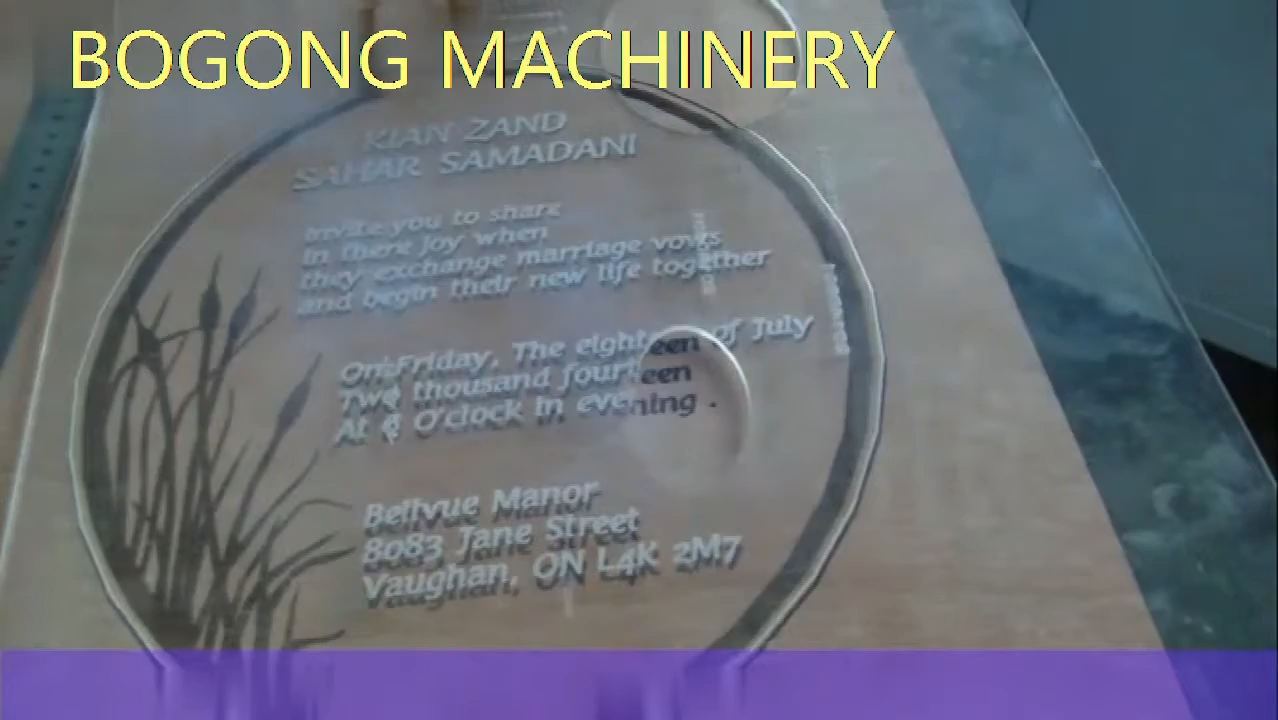 BOGONG MACHINERY
KIAN ZAND
SAHAR SAMADANI
invite you to share
in there joy when
they exchange marriage vows
and begin their new life together
On Friday, The eighteen of July
Two thousand fourteen
At 6 O'clock in evening .
Bellvue Manor
8083 Jane Street
Vaughan, ON L4K 2M7